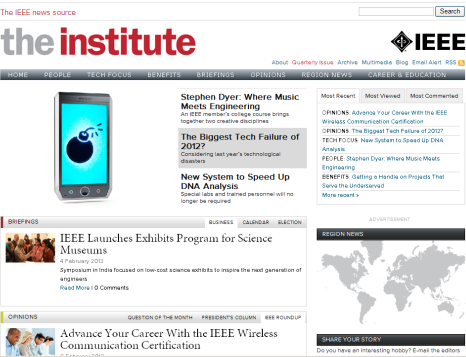 The IEEE news source
Search
the institute
IEEE
About Quarterly Issue Archive Multimedia Blog Email Alert RSS
HOME PEOPLE TECH FOCUS BENEFITS BRIEFINGS OPINIONS REGION NEWS CAREER & EDUCATION
Stephen Dyer: Where Music
Meets Engineering
An IEEE member's college course brings
together two creative disciplines
The Biggest Tech Failure of
2012?
Considering last year's technological
disasters
New System to Speed Up
DNA Analysis
Special labs and trained personnel will no
longer be required
Most Recent Most Viewed Most Commented
OPINIONS: Advance Your Career With the IEEE
Wireless Communication Certification
OPINIONS: The Biggest Tech Failure of 2012?
TECH FOCUS: New System to Speed Up DNA
Analysis
PEOPLE: Stephen Dyer: Where Music Meets
Engineering
BENEFITS: Getting a Handle on Projects That
Serve the Underserved
More recent »
ADVERTISEMENT
BRIEFINGS BUSINESS CALENDAR ELECTION
IEEE Launches Exhibits Program for Science
Museums
4 February 2013
Symposium in India focused on low-cost science exhibits to inspire the next generation of
engineers
Read More | 0 Comments
REGION NEWS
OPINIONS QUESTION OF THE MONTH PRESIDENT'S COLUMN IEEE ROUNDUP
Advance Your Career With the IEEE Wireless
Communication Certification
SHARE YOUR STORY
Do you have an interesting hobby? E-mail the editors